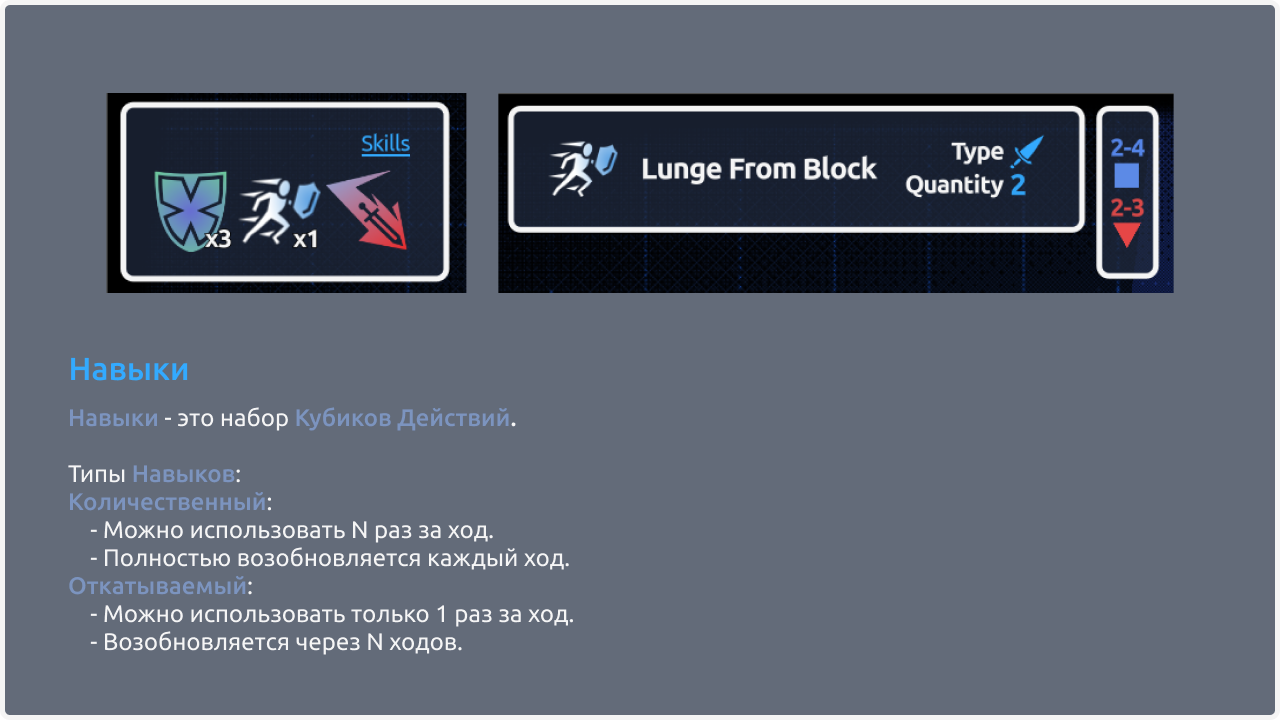 Skills
x3
x1
Lunge From Block
Type
Quantity 2
2-4
2-3
Навыки
Навыки - это набор Кубиков Действий.
Типы Навыков:
Количественный:
- Можно использовать N раз за ход.
- Полностью возобновляется каждый ход.
Откатываемый:
- Можно использовать только 1 раз за ход.
- Возобновляется через N ходов.